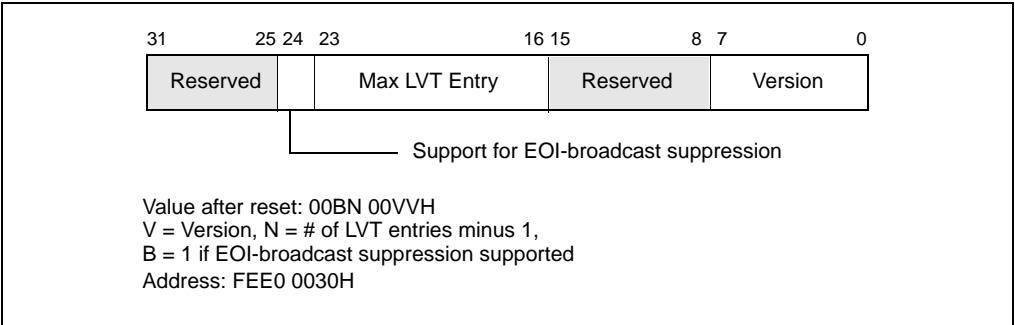 31 25 24 23 16 15 8 7 0
Reserved Max LVT Entry Reserved Version
Support for EOI-broadcast suppression
Value after reset: 00BN 00VVH
V = Version, N = # of LVT entries minus 1,
B = 1 if EOI-broadcast suppression supported
Address: FEE0 0030H